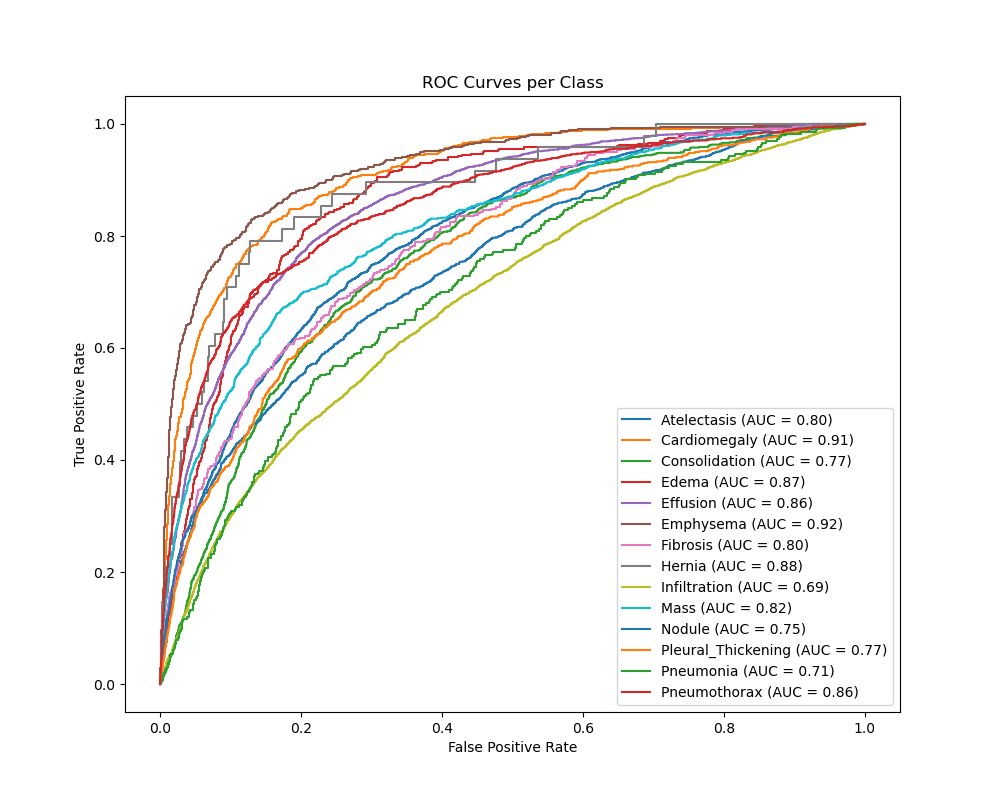 ROC Curves per Class
True Positive Rate
1.0
0.8
0.6
0.4
0.2
0.0
Atelectasis (AUC = 0.80)
Cardiomegaly (AUC = 0.91)
Consolidation (AUC = 0.77)
Edema (AUC = 0.87)
Effusion (AUC = 0.86)
Emphysema (AUC = 0.92)
Fibrosis (AUC = 0.80)
Hernia (AUC = 0.88)
Infiltration (AUC = 0.69)
Mass (AUC = 0.82)
Nodule (AUC = 0.75)
Pleural_Thickening (AUC = 0.77)
Pneumonia (AUC = 0.71)
Pneumothorax (AUC = 0.86)
0.0 0.2 0.4 0.6 0.8 1.0
False Positive Rate